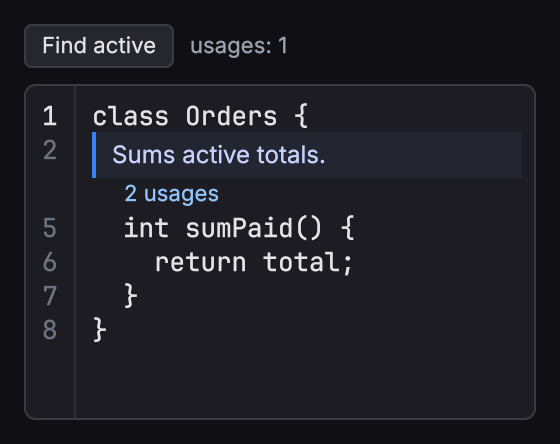 Find active usages: 1
1 class Orders {
2 Sums active totals.
2 usages
5 int sumPaid() {
6 return total;
7 }
8 }